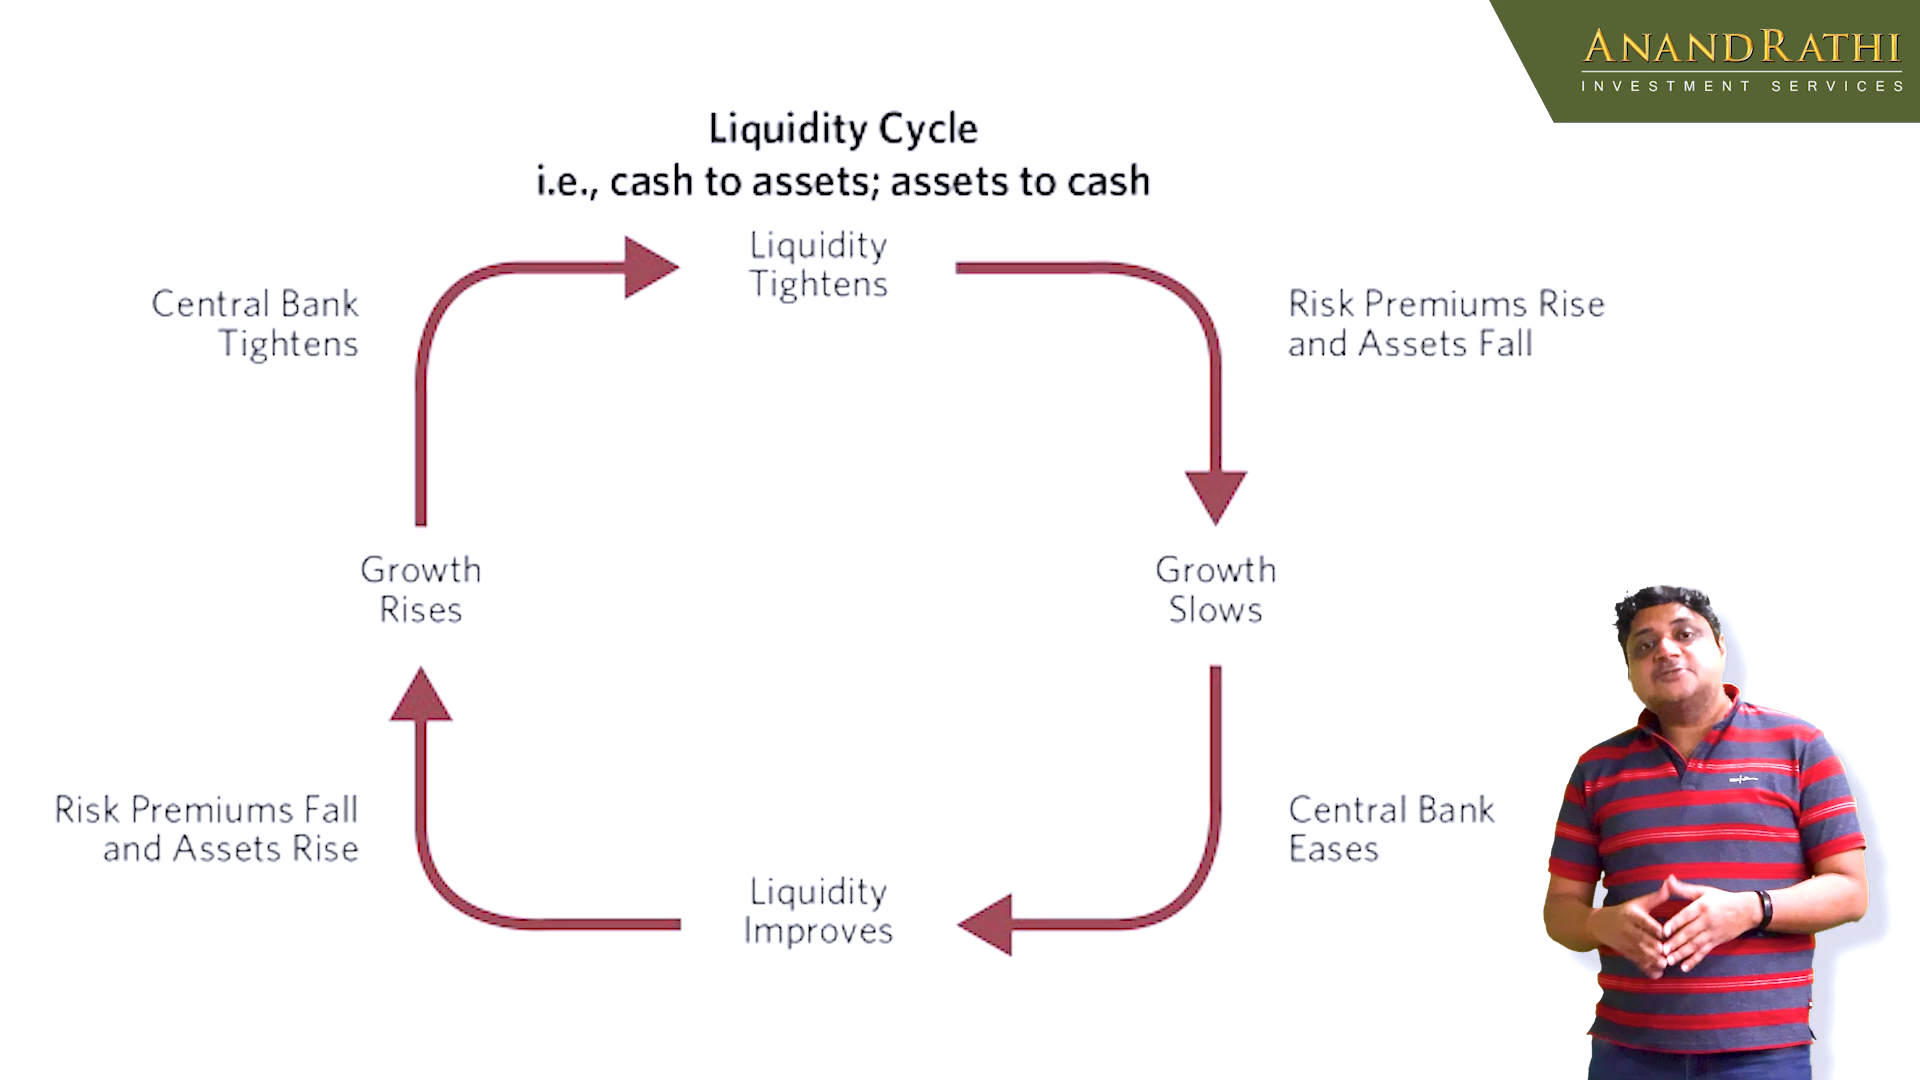 ANANDRATHI
INVESTMENT SERVICES
Liquidity Cycle
i.e., cash to assets; assets to cash
Liquidity
Tightens
Central Bank
Tightens
Risk Premiums Rise
and Assets Fall
Growth
Rises
Growth
Slows
Risk Premiums Fall
and Assets Rise
Central Bank
Eases
Liquidity
Improves